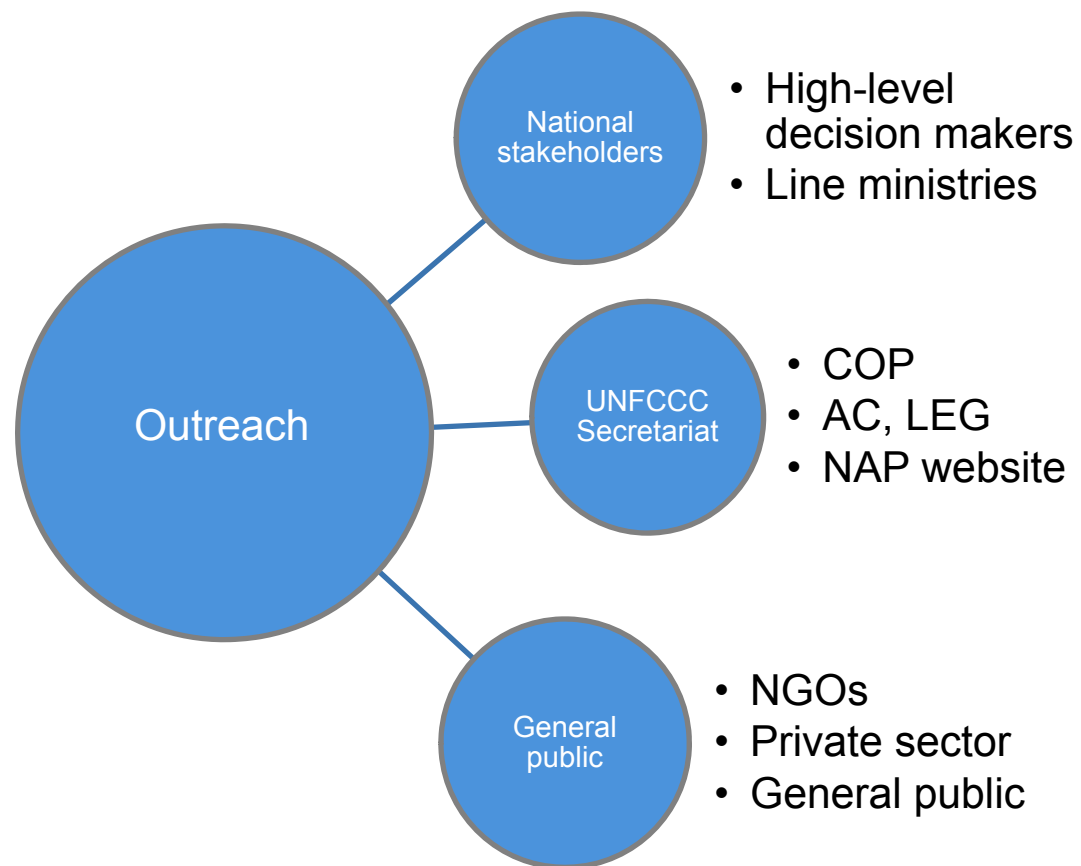 National
stakeholders
• High-level
decision makers
• Line ministries
Outreach
UNFCCC
Secretariat
• COP
• AC, LEG
• NAP website
General
public
• NGOs
• Private sector
• General public